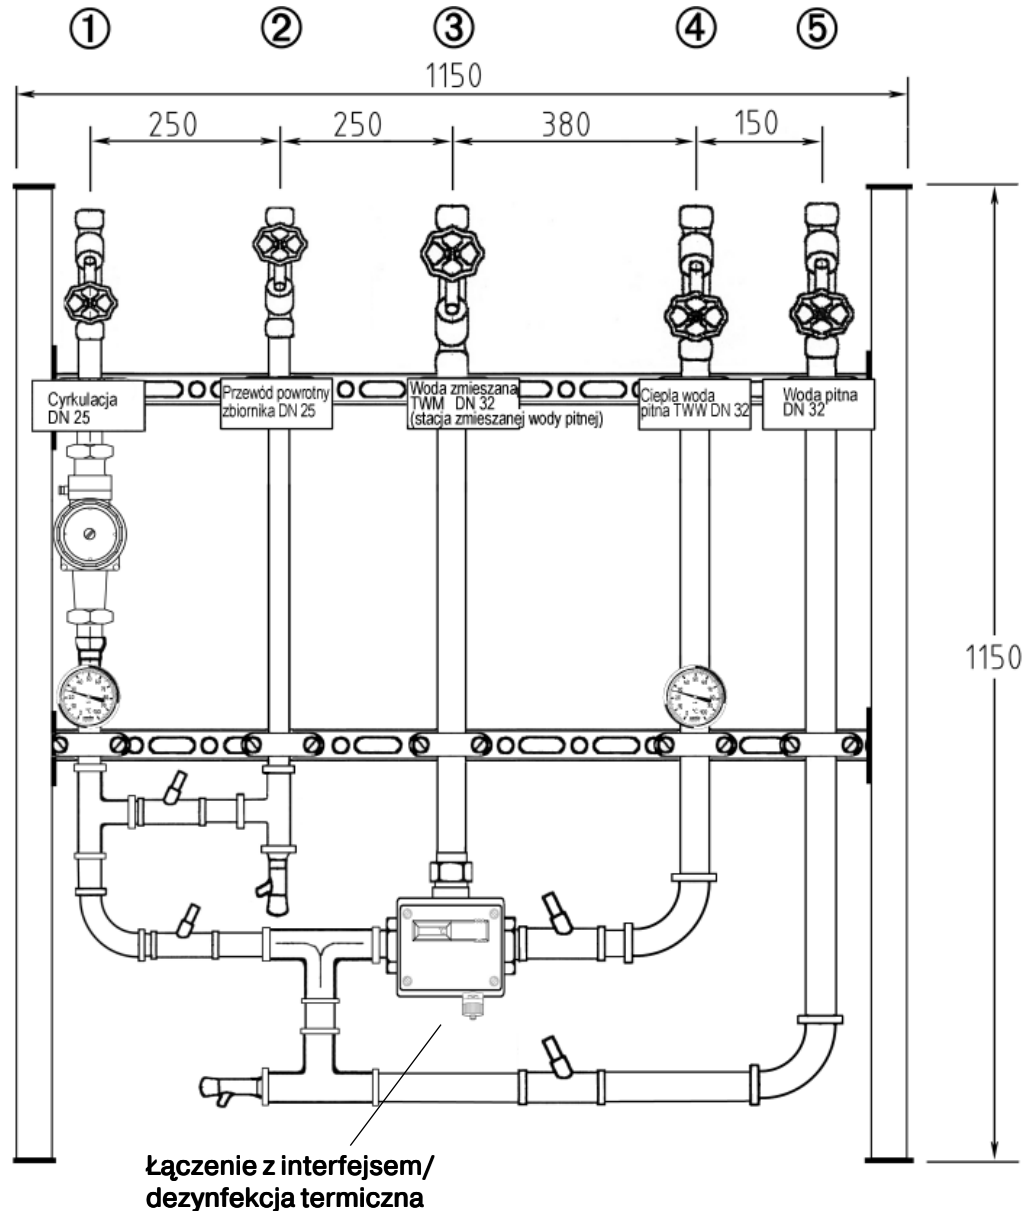 ① ② ③ ④ ⑤
1150
250 250 380 150
Cyrkulacja
DN 25
Przewód powrotny
zbiornika DN 25
Woda zmieszana
TWM DN 32
(stacja zmieszanej wody pitnej)
Ciepla woda
pitna TWW DN 32
Woda pitna
DN 32
1150
Łączenie z interfejsem/
dezynfekcja termiczna